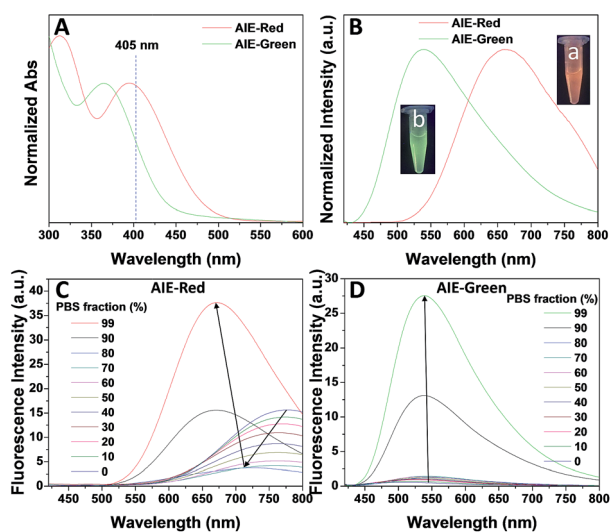 A
AIE-Red
AIE-Green
405 nm
Normalized Abs
300 350 400 450 500 550 600
Wavelength (nm)
B
AIE-Red
AIE-Green
a
b
Normalized Intensity (a.u.)
450 500 550 600 650 700 750 800
Wavelength (nm)
C
AIE-Red
PBS fraction (%)
99
90
80
70
60
50
40
30
20
10
0
Fluorescence Intensity (a.u.)
40
35
30
25
20
15
10
5
0
450 500 550 600 650 700 750 800
Wavelength (nm)
D
AIE-Green
PBS fraction (%)
99
90
80
70
60
50
40
30
20
10
0
Fluorescence Intensity (a.u.)
30
25
20
15
10
5
0
450 500 550 600 650 700 750 800
Wavelength (nm)